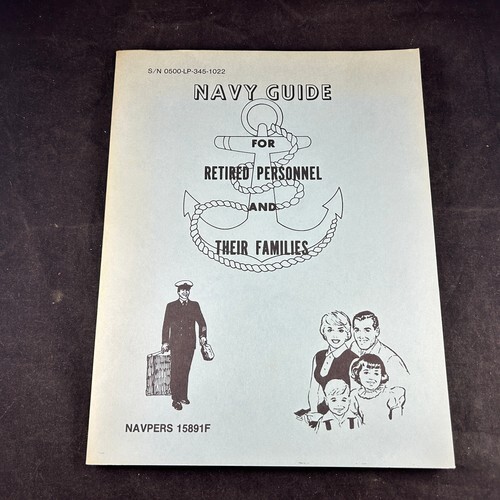 S/N 0500-LP-345-1022
NAVY GUIDE
FOR
RETIRED PERSONNEL
AND
THEIR FAMILIES
NAVPERS 15891F